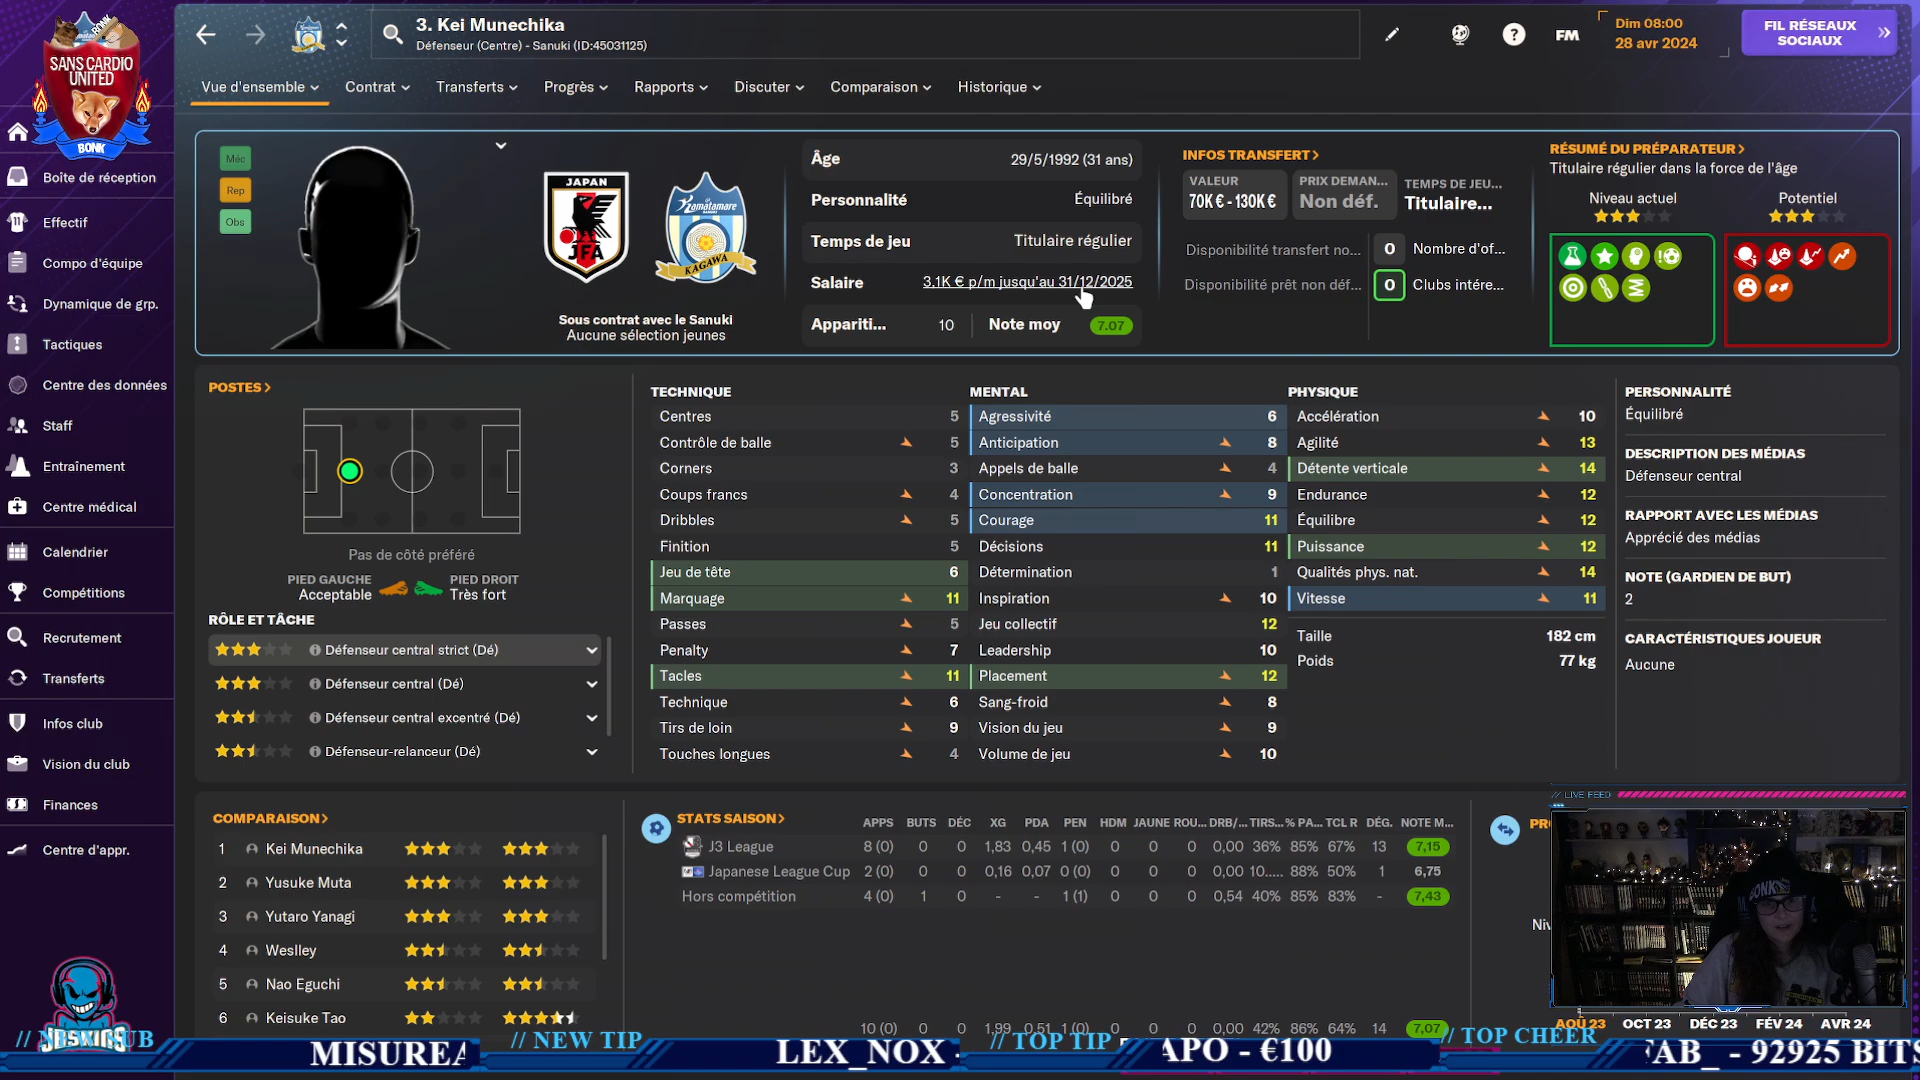 3. Kei Munechika
Défenseur (Centre) - Sanuki (ID:45031125)
FM
Dim 08:00
28 avr 2024
FIL RÉSEAUX
SOCIAUX
SANS CARDIO
UNITED
BONK
Vue d'ensemble
Contrat
Transferts
Progrès
Rapports
Discuter
Comparaison
Historique
Boîte de réception
Effectif
Compo d'équipe
Dynamique de grp.
Tactiques
Centre des données
Staff
Entraînement
Centre médical
Calendrier
Compétitions
Recrutement
Transferts
Infos club
Vision du club
Finances
Centre d'appr.
Méc
Rep
Obs
JAPAN
JFA
Kamatamare
KAGAWA
Sous contrat avec le Sanuki
Aucune sélection jeunes
Âge 29/5/1992 (31 ans)
Personnalité Équilibré
Temps de jeu Titulaire régulier
Salaire 3,1K € p/m jusqu'au 31/12/2025
Appariti... 10 Note moy 7.07
INFOS TRANSFERT
VALEUR
70K € - 130K €
PRIX DEMAN...
Non déf.
TEMPS DE JEU...
Titulaire...
Disponibilité transfert no...
0 Nombre d'of...
Disponibilité prêt non déf...
0 Clubs intére...
RÉSUMÉ DU PRÉPARATEUR
Titulaire régulier dans la force de l'âge
Niveau actuel
Potentiel
POSTES
Pas de côté préféré
PIED GAUCHE
Acceptable
PIED DROIT
Très fort
RÔLE ET TÂCHE
Défenseur central strict (Dé)
Défenseur central (Dé)
Défenseur central excentré (Dé)
Défenseur-relanceur (Dé)
TECHNIQUE
Centres 5
Contrôle de balle 5
Corners 3
Coups francs 4
Dribbles 5
Finition 5
Jeu de tête 6
Marquage 11
Passes 5
Penalty 7
Tacles 11
Technique 6
Tirs de loin 9
Touches longues 4
MENTAL
Agressivité 6
Anticipation 8
Appels de balle 4
Concentration 9
Courage 11
Décisions 11
Détermination 1
Inspiration 10
Jeu collectif 12
Leadership 10
Placement 12
Sang-froid 8
Vision du jeu 9
Volume de jeu 10
PHYSIQUE
Accélération 10
Agilité 13
Détente verticale 14
Endurance 12
Équilibre 12
Puissance 12
Qualités phys. nat. 14
Vitesse 11
Taille 182 cm
Poids 77 kg
PERSONNALITÉ
Équilibré
DESCRIPTION DES MÉDIAS
Défenseur central
RAPPORT AVEC LES MÉDIAS
Apprécié des médias
NOTE (GARDIEN DE BUT)
2
CARACTÉRISTIQUES JOUEUR
Aucune
COMPARAISON
1 Kei Munechika
2 Yusuke Muta
3 Yutaro Yanagi
4 Weslley
5 Nao Eguchi
6 Keisuke Tao
STATS SAISON APPS BUTS DÉC XG PDA PEN HDM JAUNE ROU... DRB/... TIRS... % PA... TCL R DÉG. NOTE M...
J3 League 8 (0) 0 0 1,83 0,45 1 (0) 0 0 0 0,00 36% 85% 67% 13 7,15
Japanese League Cup 2 (0) 0 0 0,16 0,07 0 (0) 0 0 0 0,00 10..... 88% 50% 1 6,75
Hors compétition 4 (0) 1 0 - - 1 (1) 0 0 0 0,54 40% 85% 83% - 7,43
10 (0) 0 0 1,99 0,51 1 (0) 0 0 0 0,00 42% 86% 64% 14 7,07
// LIVE FEED
BONK
AOÛ 23 OCT 23 DÉC 23 FÉV 24 AVR 24
// NEW TIP
// TOP TIP
// TOP CHEER
LEX_NOX -
APO - €100
FAB_ - 92925 BITS